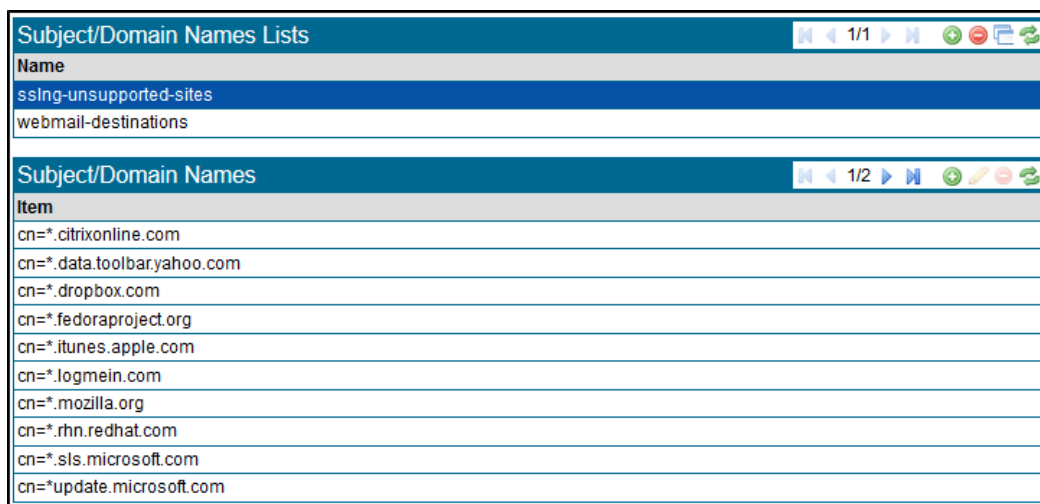 Subject/Domain Names Lists 1/1
Name
sslng-unsupported-sites
webmail-destinations
Subject/Domain Names 1/2
Item
cn=*.citrixonline.com
cn=*.data.toolbar.yahoo.com
cn=*.dropbox.com
cn=*.fedoraproject.org
cn=*.itunes.apple.com
cn=*.logmein.com
cn=*.mozilla.org
cn=*.rhn.redhat.com
cn=*.sls.microsoft.com
cn=*update.microsoft.com